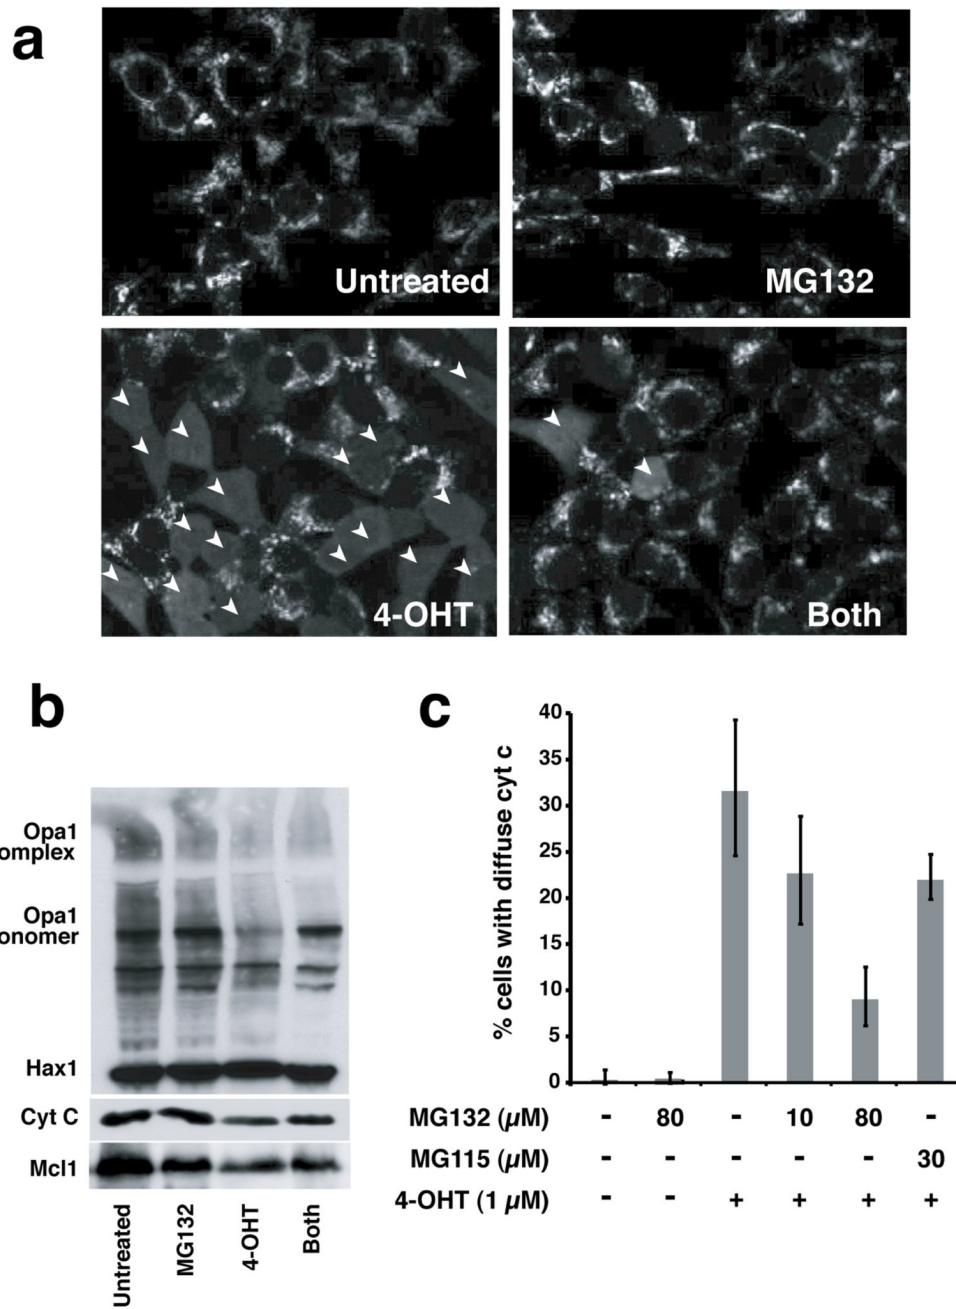 a
Untreated
MG132
4-OHT
Both
b
Opa1
omplex
Opa1
onomer
Hax1
Cyt C
Mcl1
Untreated
MG132
4-OHT
Both
c
% cells with diffuse cyt c
40
35
30
25
20
15
10
5
0
MG132 (µM) - 80 - 10 80 -
MG115 (µM) - - - - - 30
4-OHT (1 µM) - - + + + +